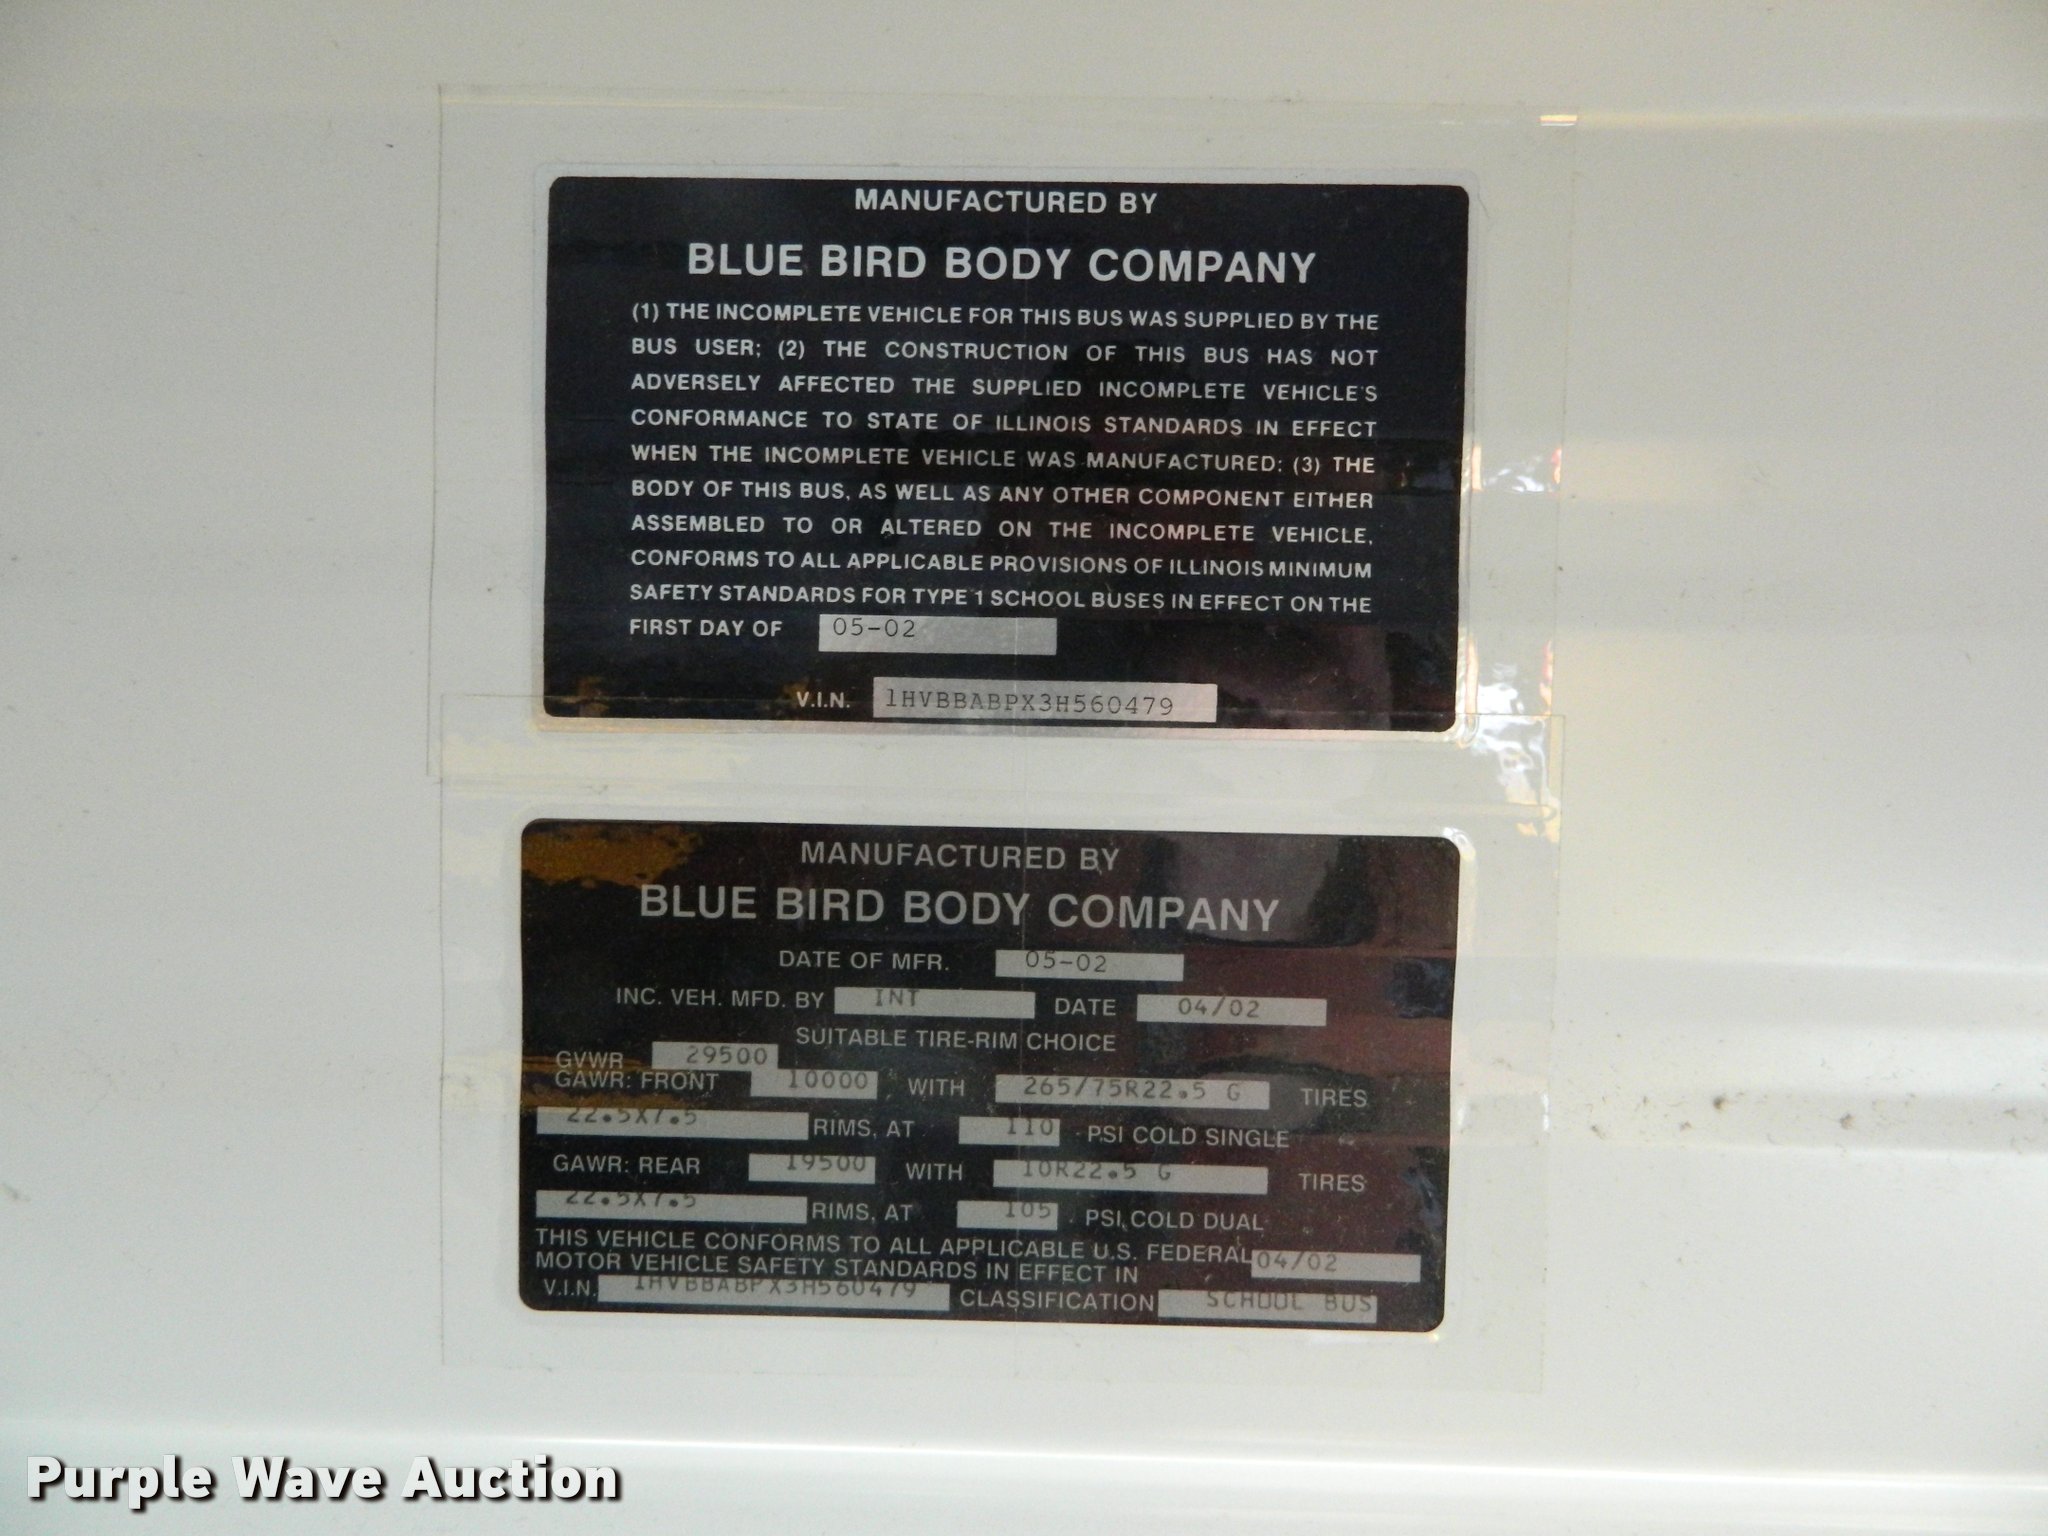 MANUFACTURED BY
BLUE BIRD BODY COMPANY
(1) THE INCOMPLETE VEHICLE FOR THIS BUS WAS SUPPLIED BY THE
BUS USER; (2) THE CONSTRUCTION OF THIS BUS HAS NOT
ADVERSELY AFFECTED THE SUPPLIED INCOMPLETE VEHICLE'S
CONFORMANCE TO STATE OF ILLINOIS STANDARDS IN EFFECT
WHEN THE INCOMPLETE VEHICLE WAS MANUFACTURED; (3) THE
BODY OF THIS BUS, AS WELL AS ANY OTHER COMPONENT EITHER
ASSEMBLED TO OR ALTERED ON THE INCOMPLETE VEHICLE,
CONFORMS TO ALL APPLICABLE PROVISIONS OF ILLINOIS MINIMUM
SAFETY STANDARDS FOR TYPE 1 SCHOOL BUSES IN EFFECT ON THE
FIRST DAY OF 05-02
V.I.N. 1HVBBABPX3H560479
MANUFACTURED BY
BLUE BIRD BODY COMPANY
DATE OF MFR. 05-02
INC. VEH. MFD. BY INT DATE 04/02
SUITABLE TIRE-RIM CHOICE
GVWR 29500
GAWR: FRONT 10000 WITH 265/75R22.5 G TIRES
22.5X7.5 RIMS, AT 110 PSI COLD SINGLE
GAWR: REAR 19500 WITH 10R22.5 G TIRES
22.5X7.5 RIMS, AT 105 PSI COLD DUAL
THIS VEHICLE CONFORMS TO ALL APPLICABLE U.S. FEDERAL
MOTOR VEHICLE SAFETY STANDARDS IN EFFECT IN 04/02
V.I.N. 1HVBBABPX3H560479 CLASSIFICATION SCHOOL BUS
Purple Wave Auction